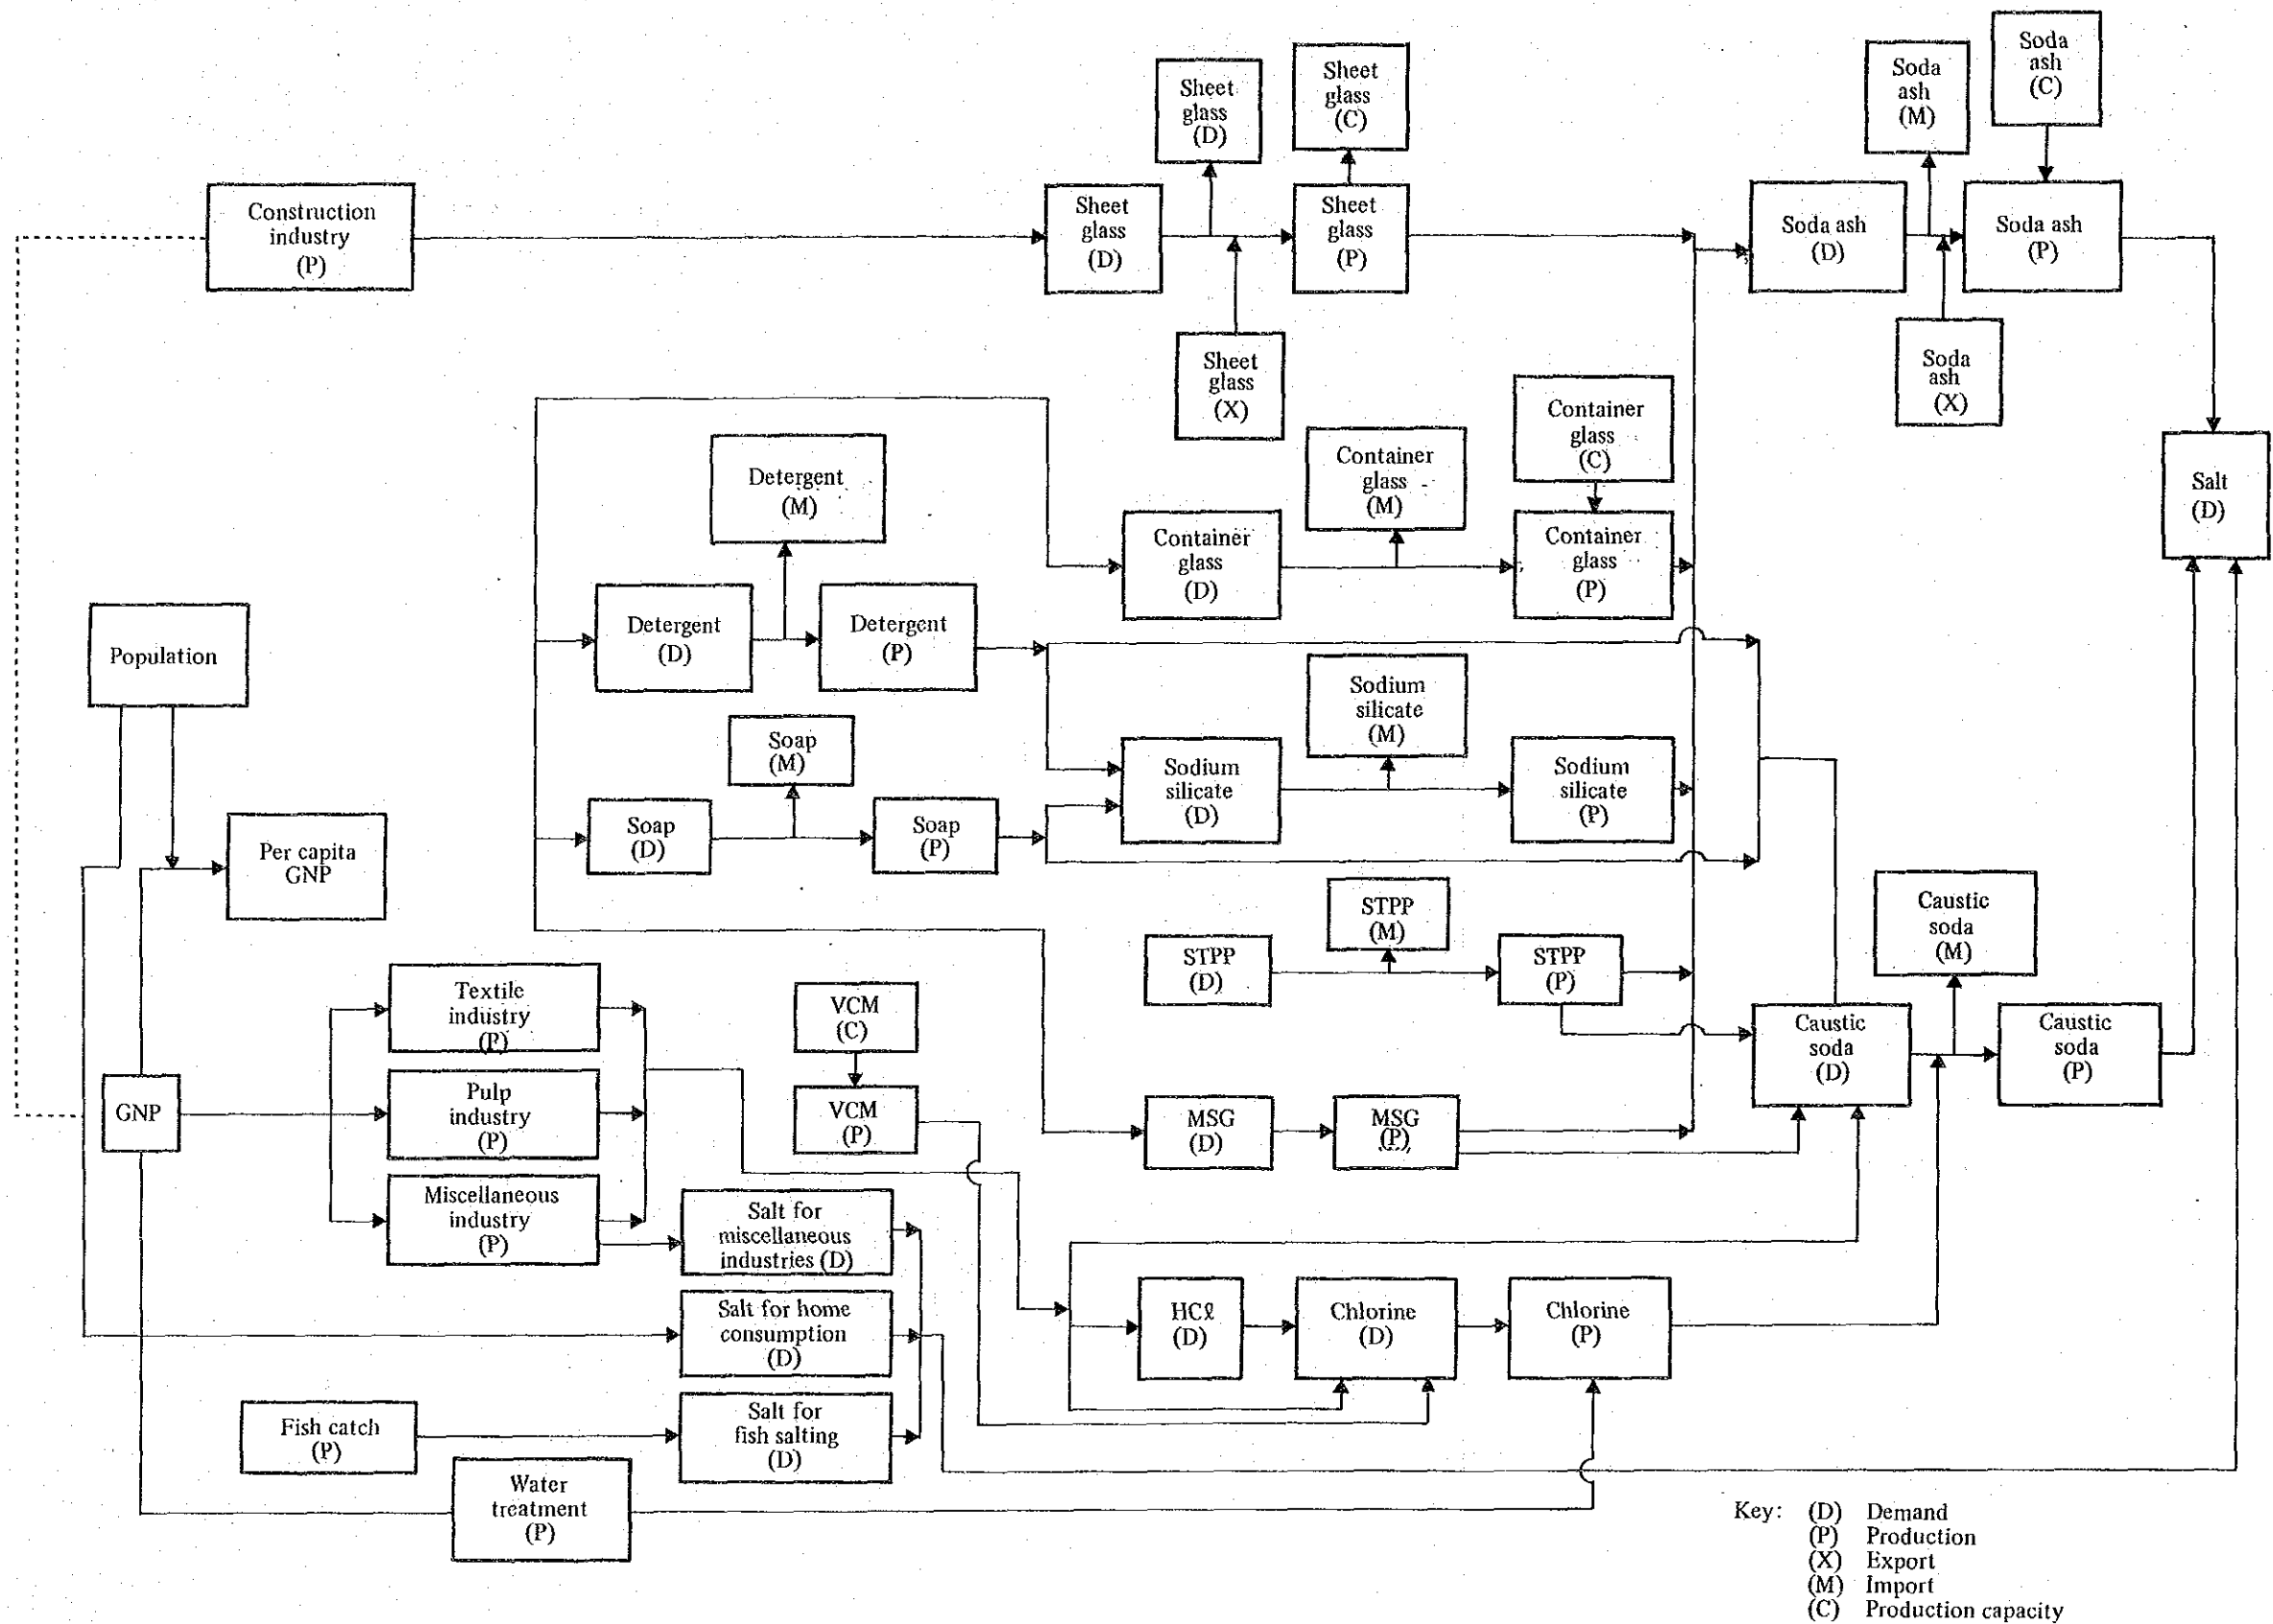 Sheet
glass
(D)
Sheet
glass
(C)
Soda
ash
(M)
Soda
ash
(C)
Construction
industry
(P)
Sheet
glass
(D)
Sheet
glass
(P)
Soda ash
(D)
Soda ash
(P)
Sheet
glass
(X)
Soda
ash
(X)
Detergent
(M)
Container
glass
(M)
Container
glass
(C)
Salt
(D)
Container
glass
(D)
Container
glass
(P)
Population
Detergent
(D)
Detergent
(P)
Sodium
silicate
(M)
Soap
(M)
Sodium
silicate
(D)
Sodium
silicate
(P)
Soap
(D)
Soap
(P)
Per capita
GNP
STPP
(M)
Caustic
soda
(M)
STPP
(D)
STPP
(P)
Textile
industry
(P)
VCM
(C)
Caustic
soda
(D)
Caustic
soda
(P)
GNP
Pulp
industry
(P)
VCM
(P)
MSG
(D)
MSG
(P)
Miscellaneous
industry
(P)
Salt for
miscellaneous
industries (D)
Salt for home
consumption
(D)
HCℓ
(D)
Chlorine
(D)
Chlorine
(P)
Fish catch
(P)
Salt for
fish salting
(D)
Water
treatment
(P)
Key: (D) Demand
(P) Production
(X) Export
(M) Import
(C) Production capacity